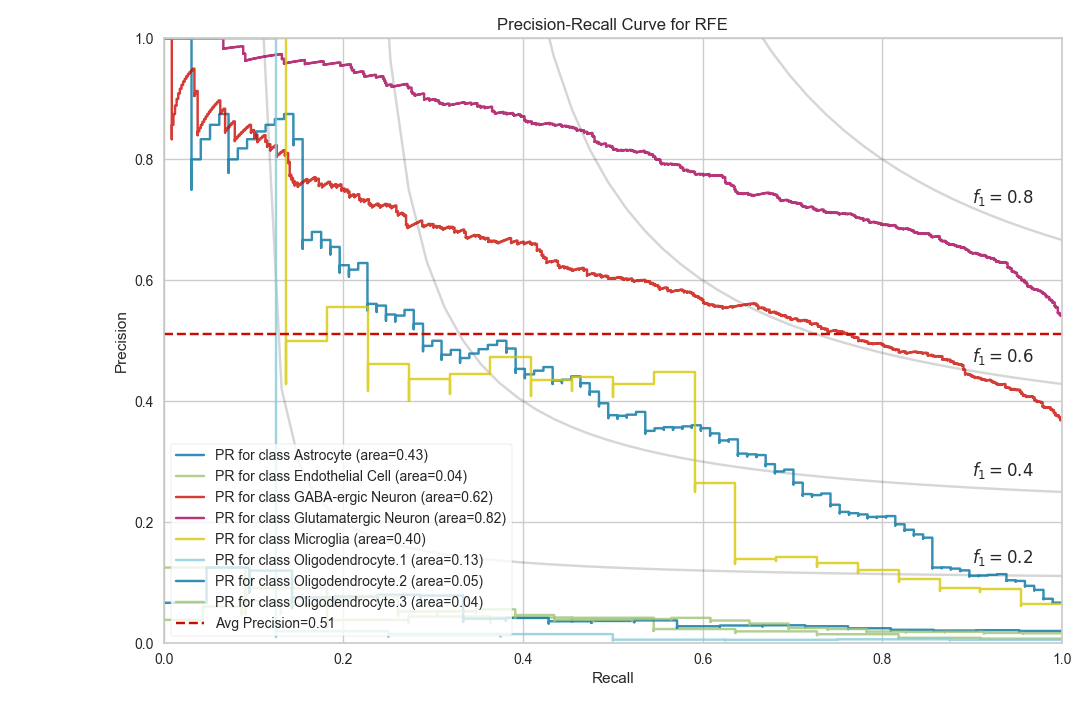 Precision-Recall Curve for RFE
1.0
0.8
0.6
0.4
0.2
0.0
Precision
f1 = 0.8
f1 = 0.6
f1 = 0.4
f1 = 0.2
PR for class Astrocyte (area=0.43)
PR for class Endothelial Cell (area=0.04)
PR for class GABA-ergic Neuron (area=0.62)
PR for class Glutamatergic Neuron (area=0.82)
PR for class Microglia (area=0.40)
PR for class Oligodendrocyte.1 (area=0.13)
PR for class Oligodendrocyte.2 (area=0.05)
PR for class Oligodendrocyte.3 (area=0.04)
Avg Precision=0.51
0.0 0.2 0.4 0.6 0.8 1.0
Recall